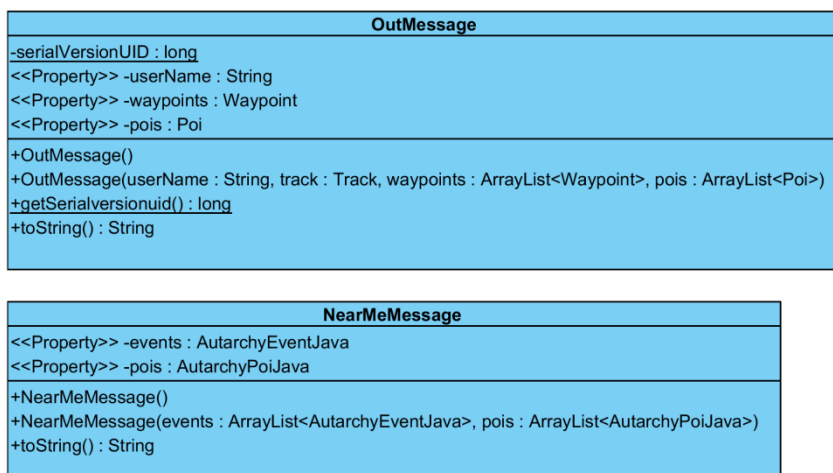 OutMessage
-serialVersionUID : long
<<Property>> -userName : String
<<Property>> -waypoints : Waypoint
<<Property>> -pois : Poi
+OutMessage()
+OutMessage(userName : String, track : Track, waypoints : ArrayList<Waypoint>, pois : ArrayList<Poi>)
+getSerialversionuid() : long
+toString() : String
NearMeMessage
<<Property>> -events : AutarchyEventJava
<<Property>> -pois : AutarchyPoiJava
+NearMeMessage()
+NearMeMessage(events : ArrayList<AutarchyEventJava>, pois : ArrayList<AutarchyPoiJava>)
+toString() : String